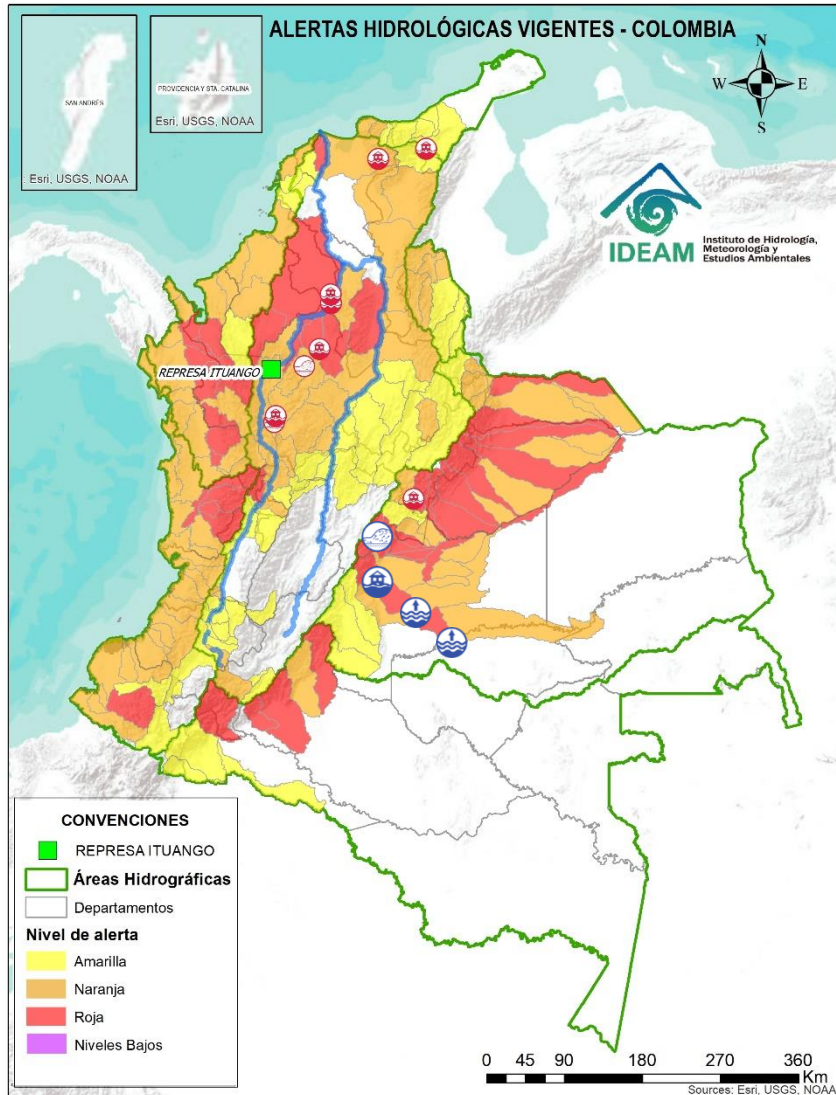 ALERTAS HIDROLÓGICAS VIGENTES - COLOMBIA
SAN ANDRÉS
Esri, USGS, NOAA
PROVIDENCIA Y STA. CATALINA
Esri, USGS, NOAA
N
W
E
S
IDEAM
Instituto de Hidrología,
Meteorología y
Estudios Ambientales
REPRESA ITUANGO
CONVENCIONES
REPRESA ITUANGO
Áreas Hidrográficas
Departamentos
Nivel de alerta
Amarilla
Naranja
Roja
Niveles Bajos
0 45 90 180 270 360
Km
Sources: Esri, USGS, NOAA